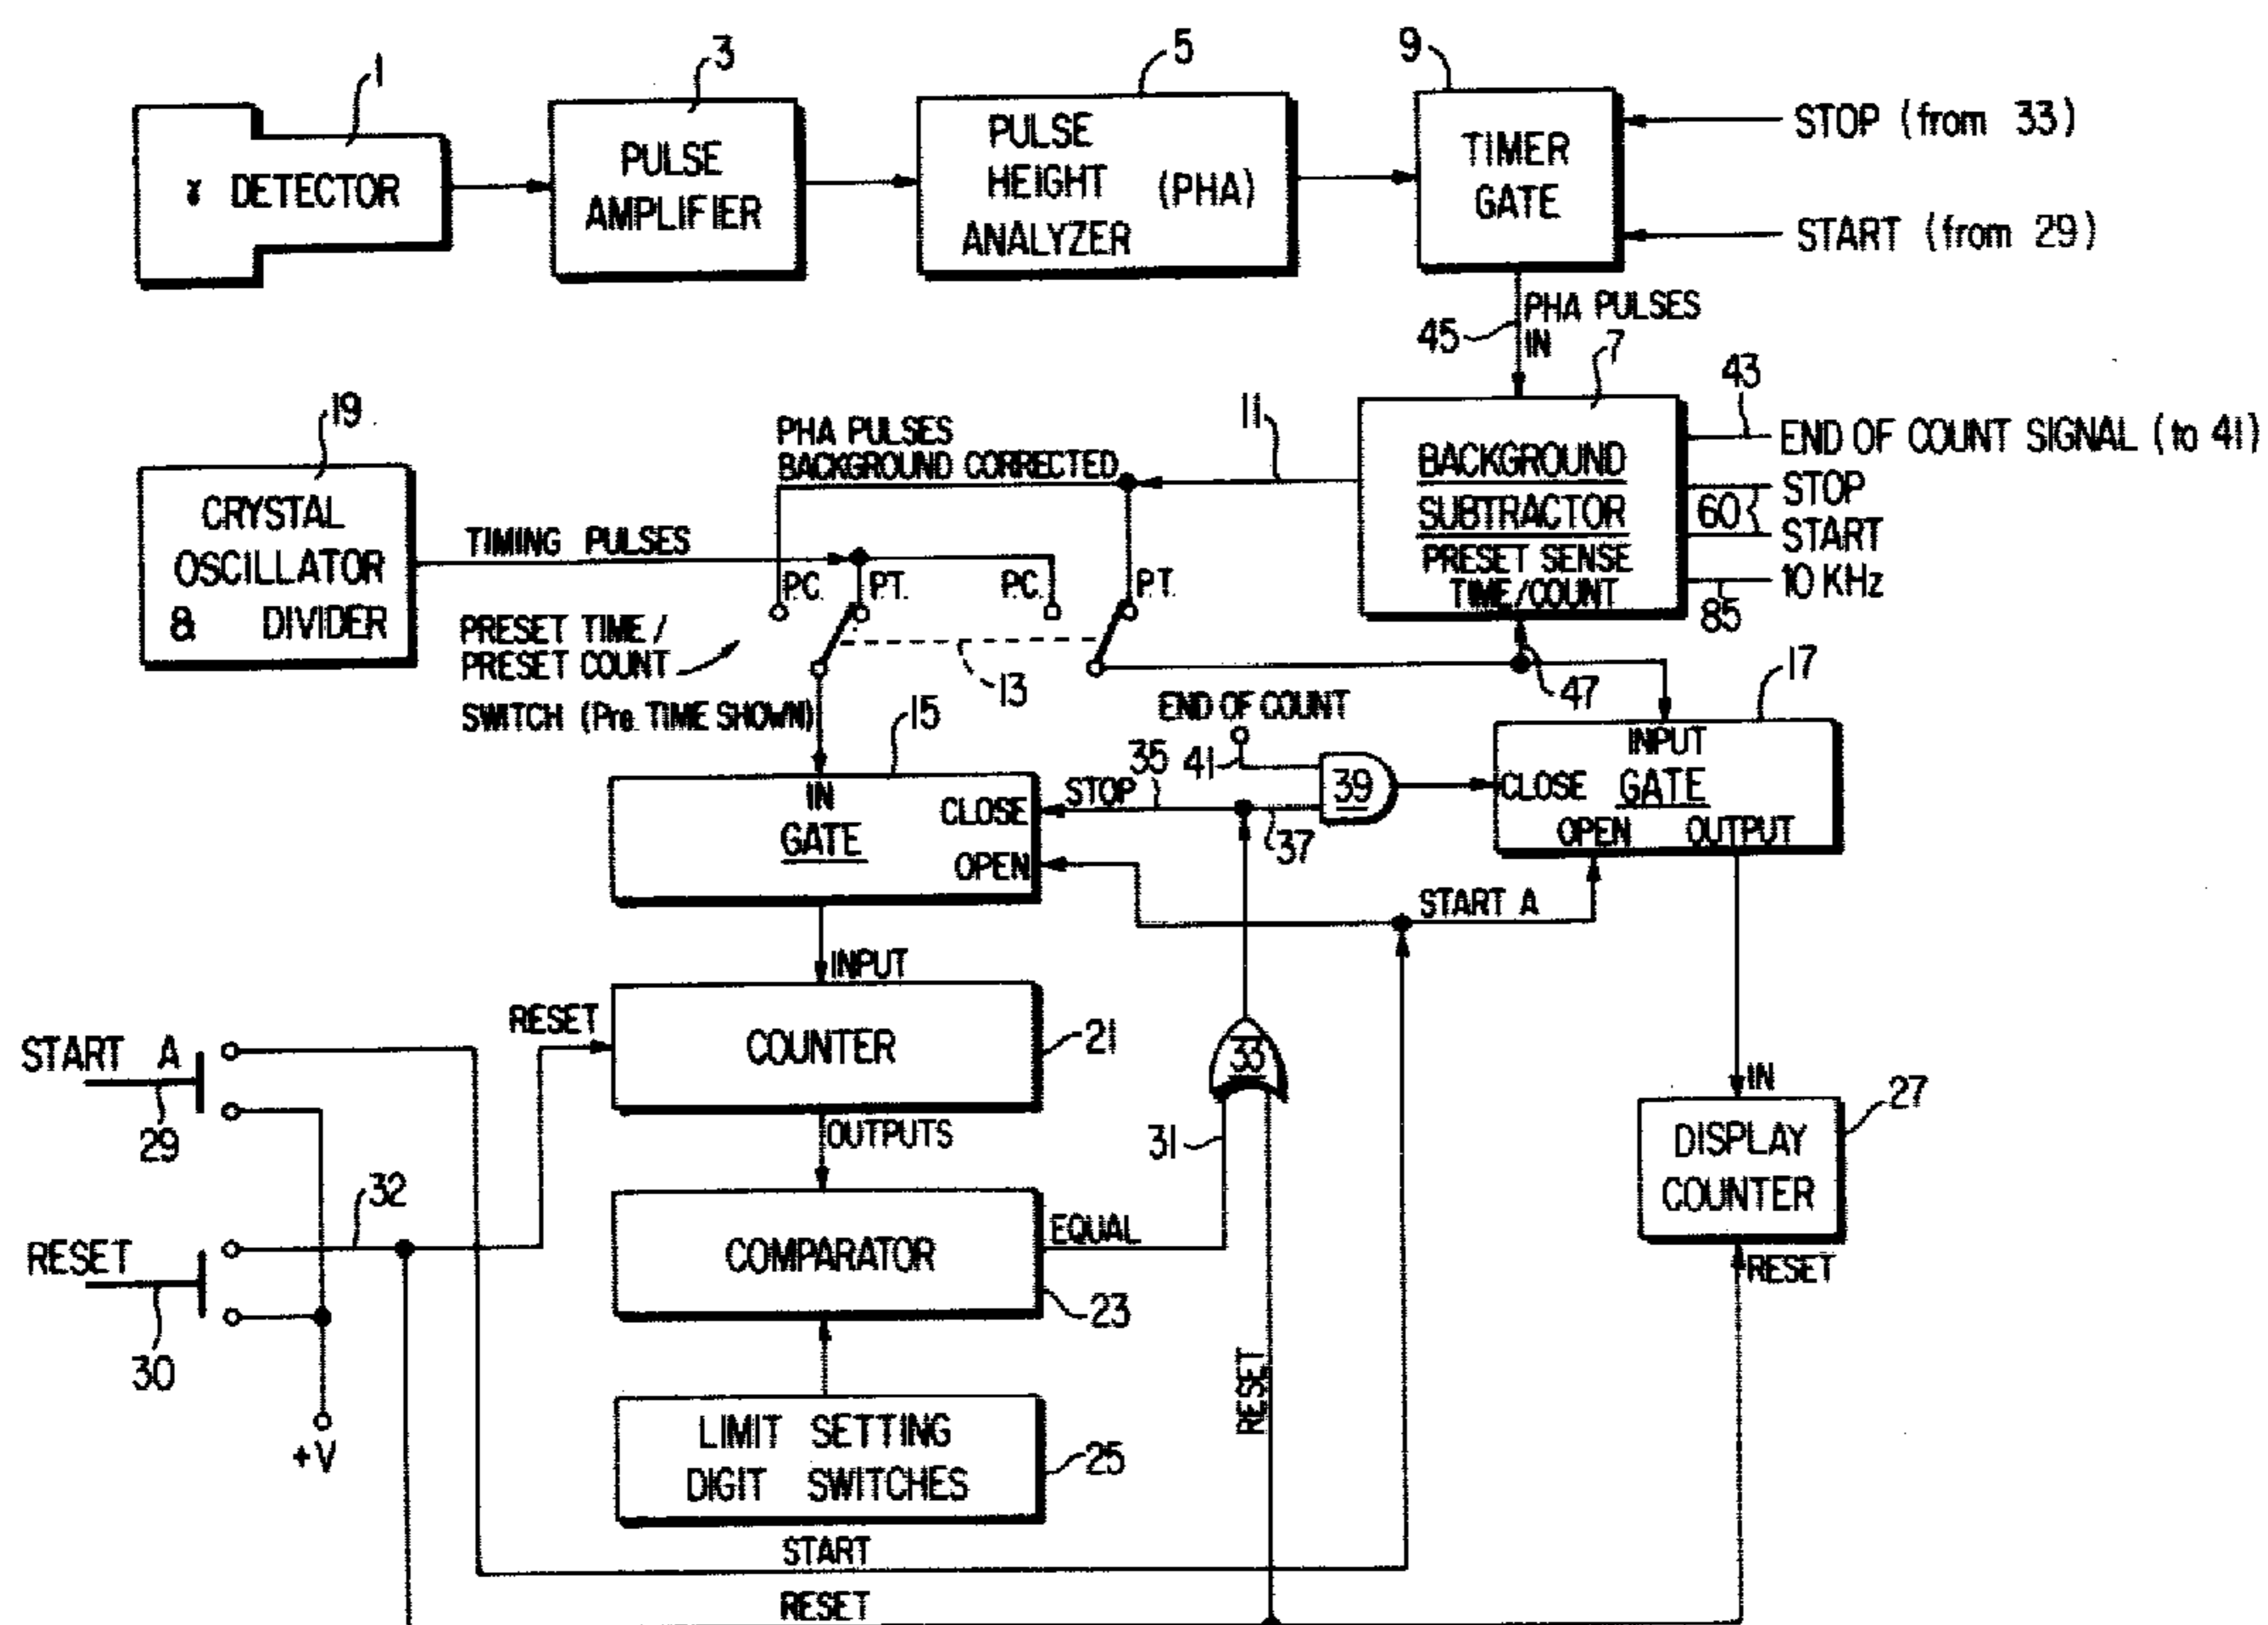 1
3
5
9
γ DETECTOR
PULSE
AMPLIFIER
PULSE
HEIGHT (PHA)
ANALYZER
TIMER
GATE
STOP (from 33)
START (from 29)
45
PHA PULSES
IN
7
43
END OF COUNT SIGNAL (to 41)
STOP
60
START
10 KHz
85
BACKGROUND
SUBTRACTOR
PRESET SENSE
TIME/COUNT
47
11
PHA PULSES
BACKGROUND CORRECTED
19
CRYSTAL
OSCILLATOR
& DIVIDER
TIMING PULSES
P.C.
P.T.
P.C.
P.T.
PRESET TIME /
PRESET COUNT
SWITCH (Pre. TIME SHOWN)
13
15
IN
GATE
CLOSE
OPEN
STOP
35
37
END OF COUNT
41
39
17
INPUT
CLOSE GATE
OPEN OUTPUT
START A
INPUT
RESET
COUNTER
21
OUTPUTS
33
31
START A
29
32
RESET
30
+V
COMPARATOR
EQUAL
23
LIMIT SETTING
DIGIT SWITCHES
25
RESET
IN
DISPLAY
COUNTER
27
RESET
START
RESET